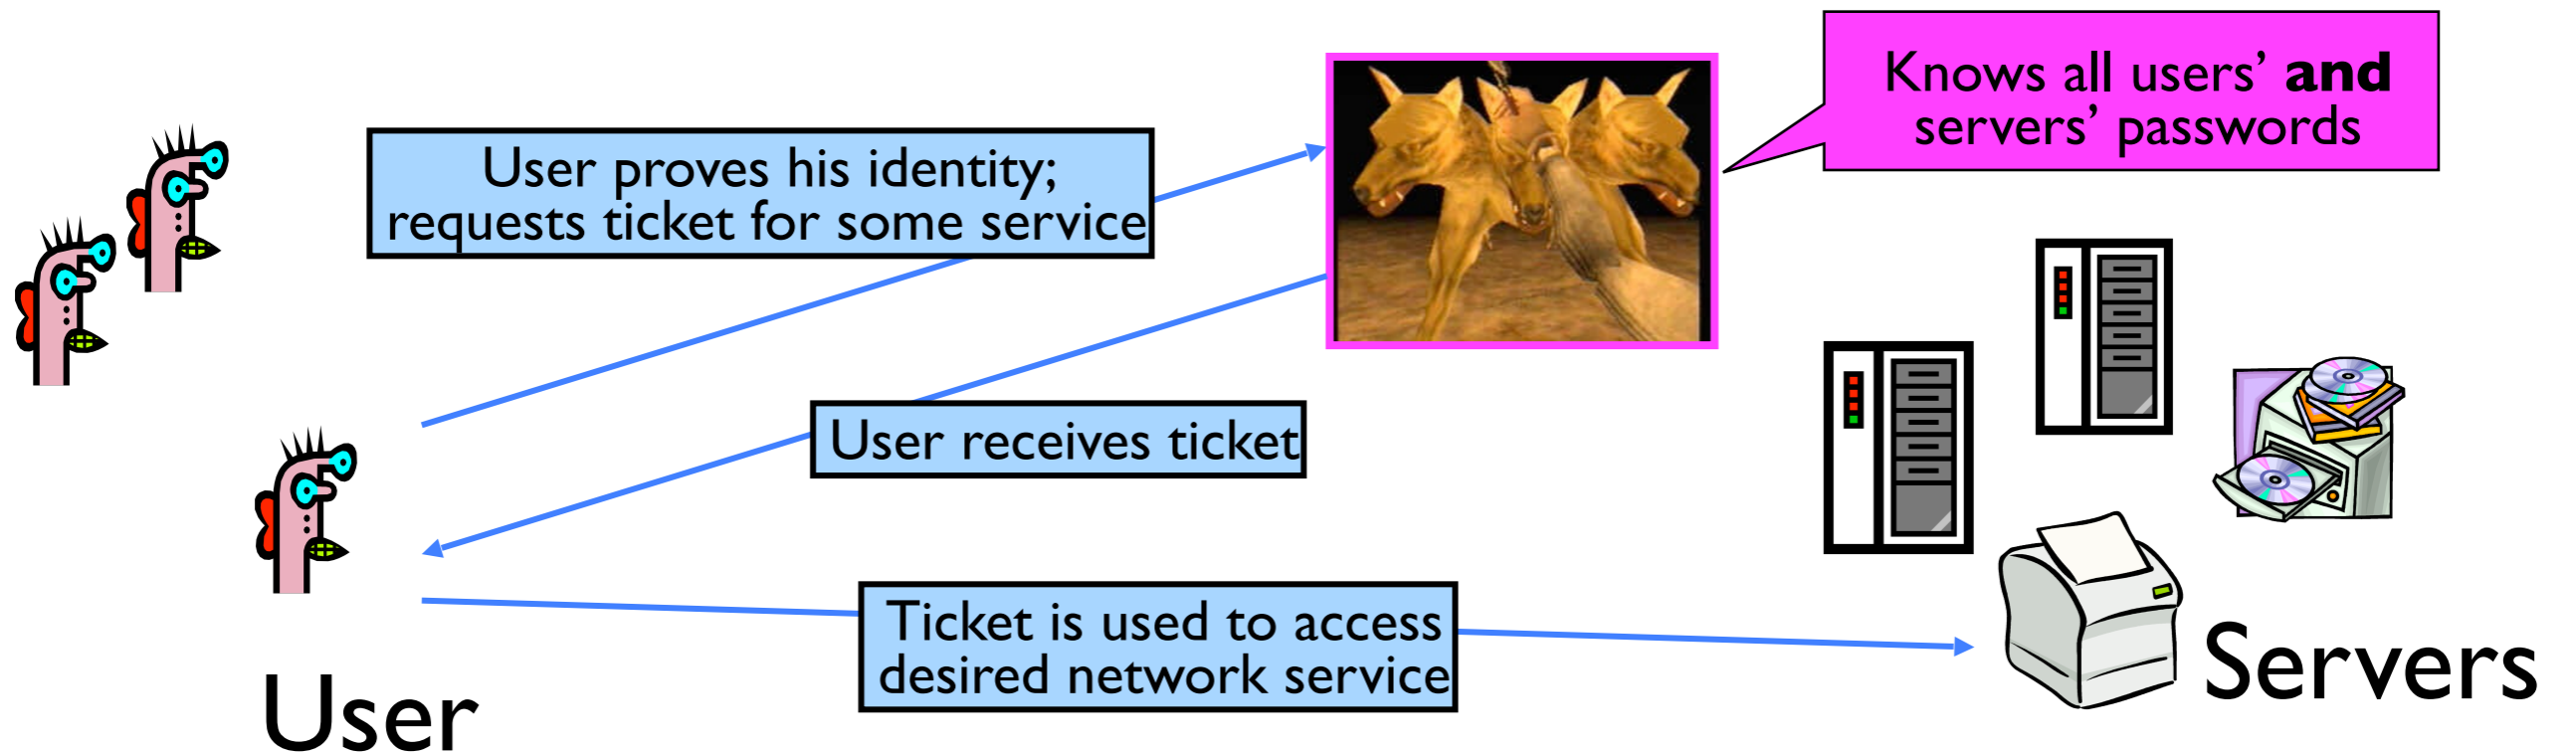 Knows all users’ and
servers’ passwords
User proves his identity;
requests ticket for some service
User receives ticket
Ticket is used to access
desired network service
User
Servers